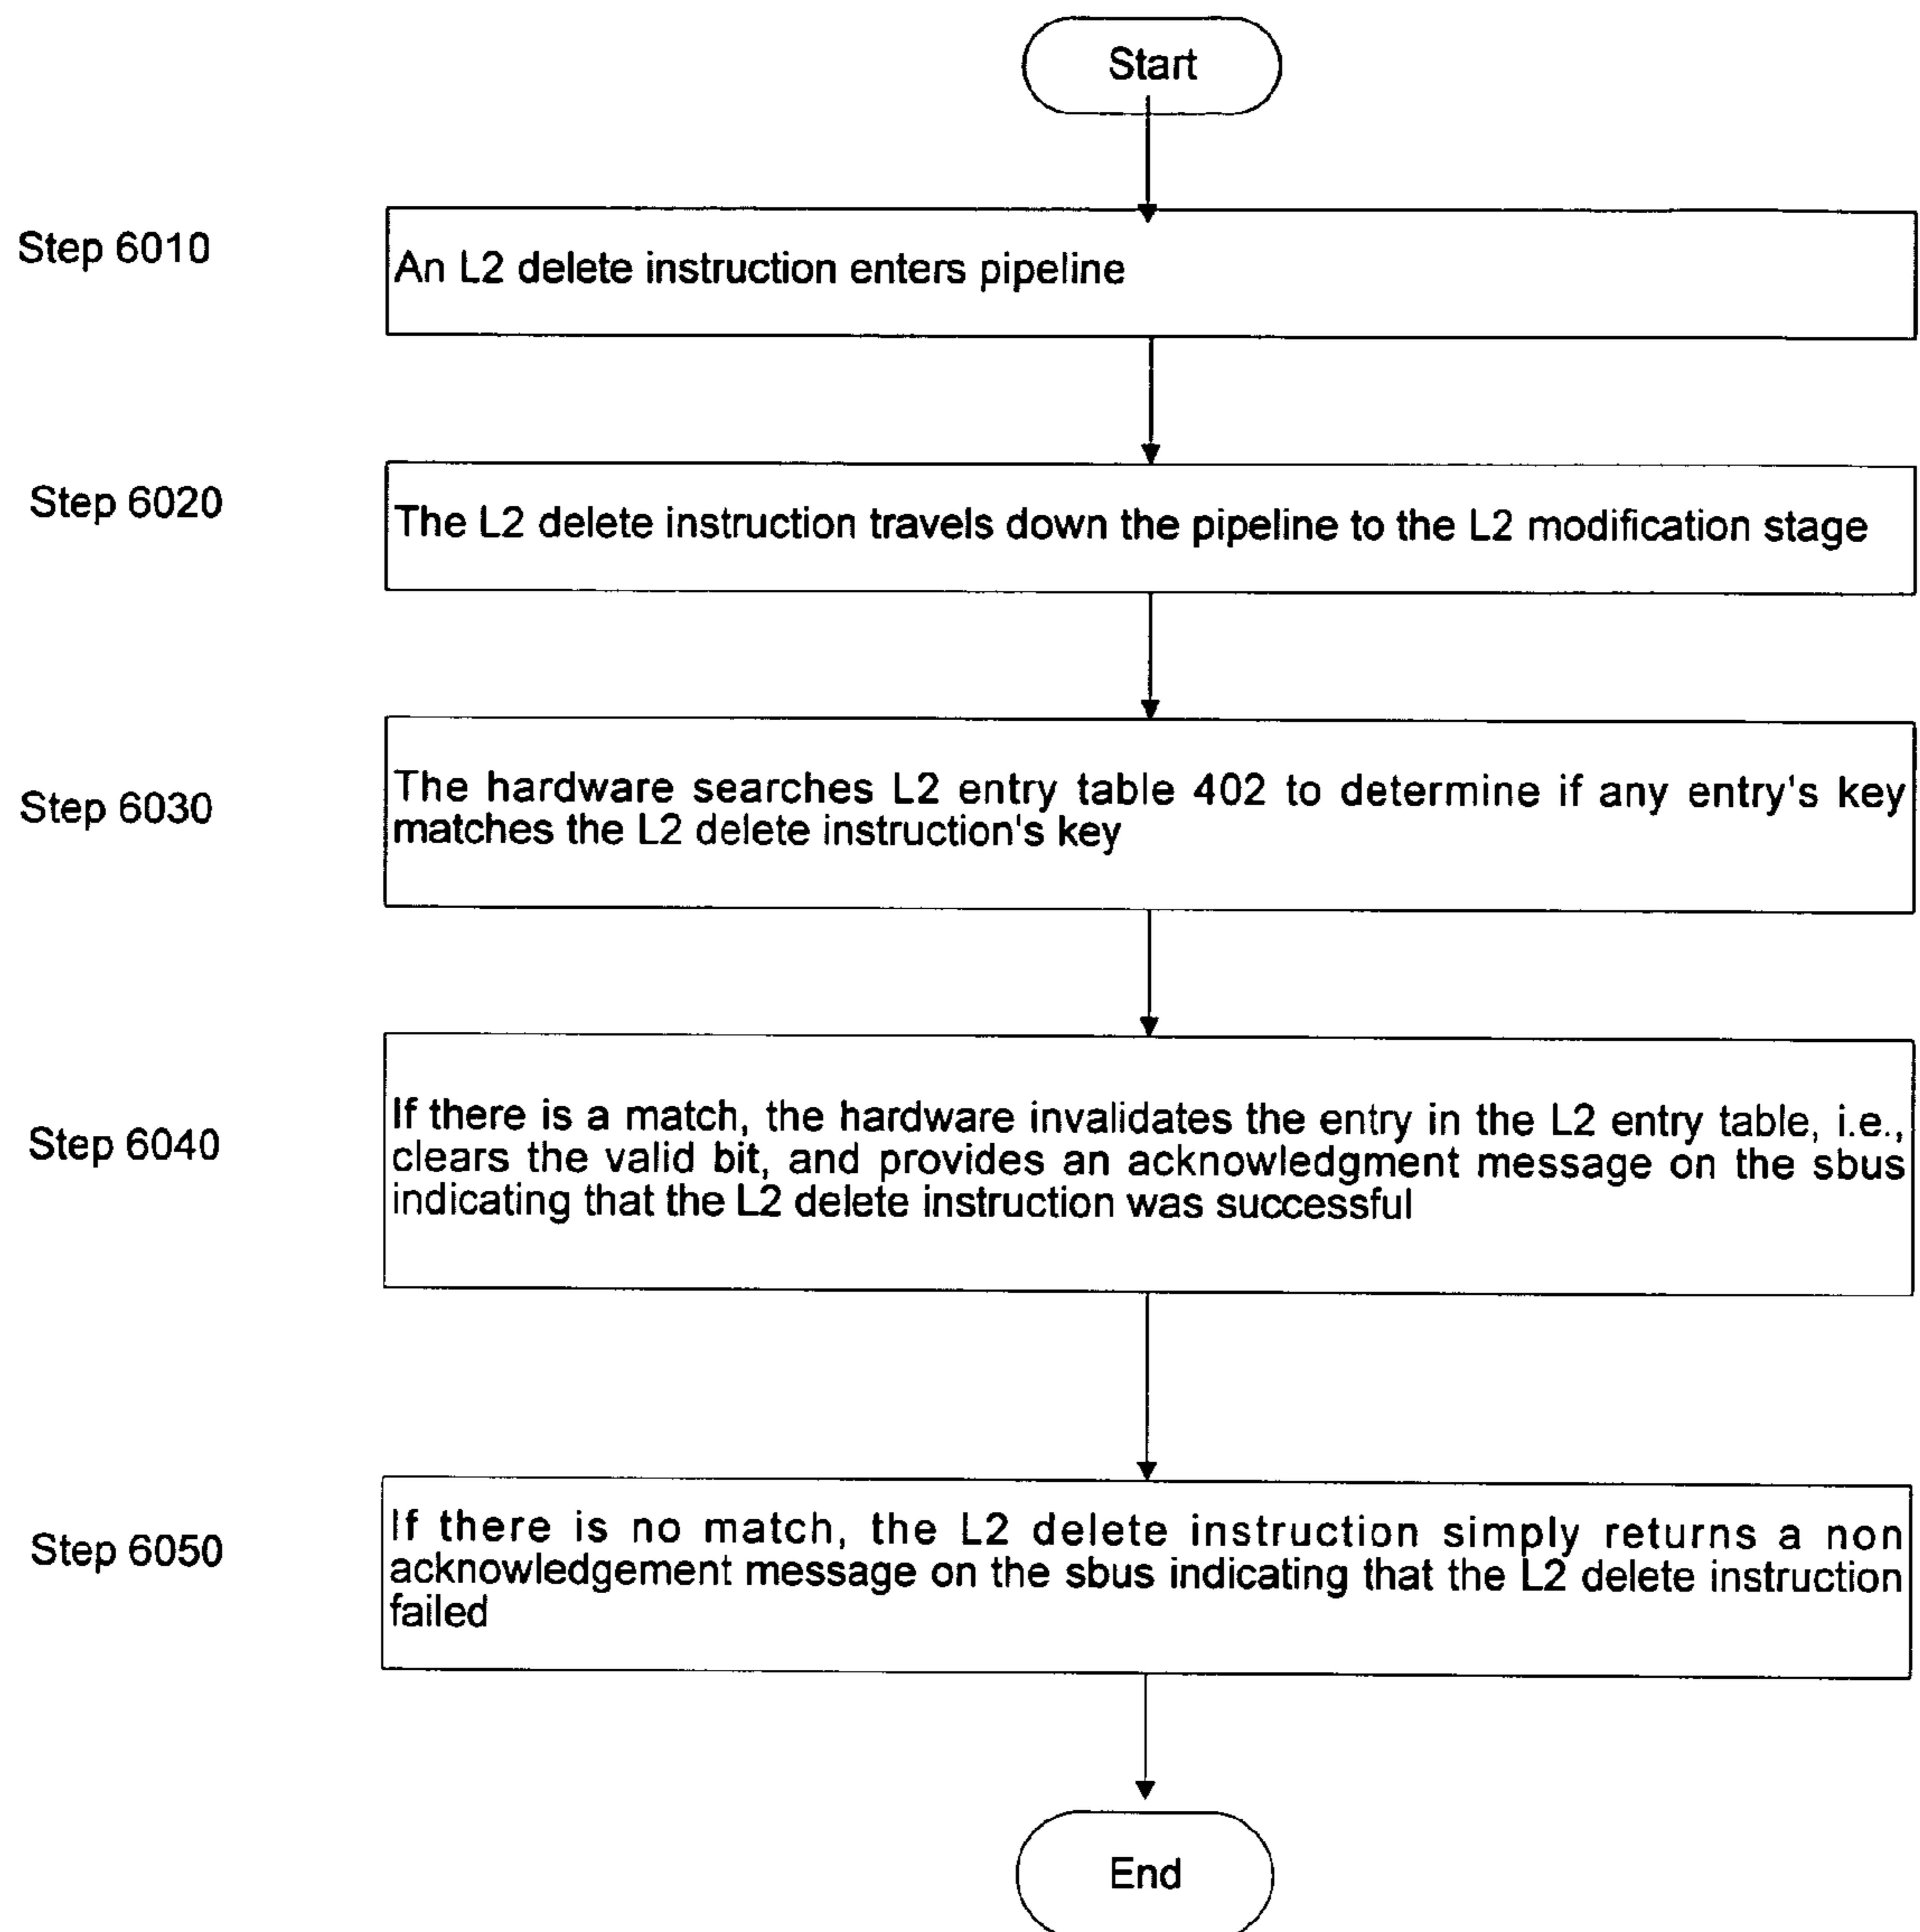 Start
Step 6010
An L2 delete instruction enters pipeline
Step 6020
The L2 delete instruction travels down the pipeline to the L2 modification stage
Step 6030
The hardware searches L2 entry table 402 to determine if any entry's key
matches the L2 delete instruction's key
Step 6040
If there is a match, the hardware invalidates the entry in the L2 entry table, i.e.,
clears the valid bit, and provides an acknowledgment message on the sbus
indicating that the L2 delete instruction was successful
Step 6050
If there is no match, the L2 delete instruction simply returns a non
acknowledgement message on the sbus indicating that the L2 delete instruction
failed
End